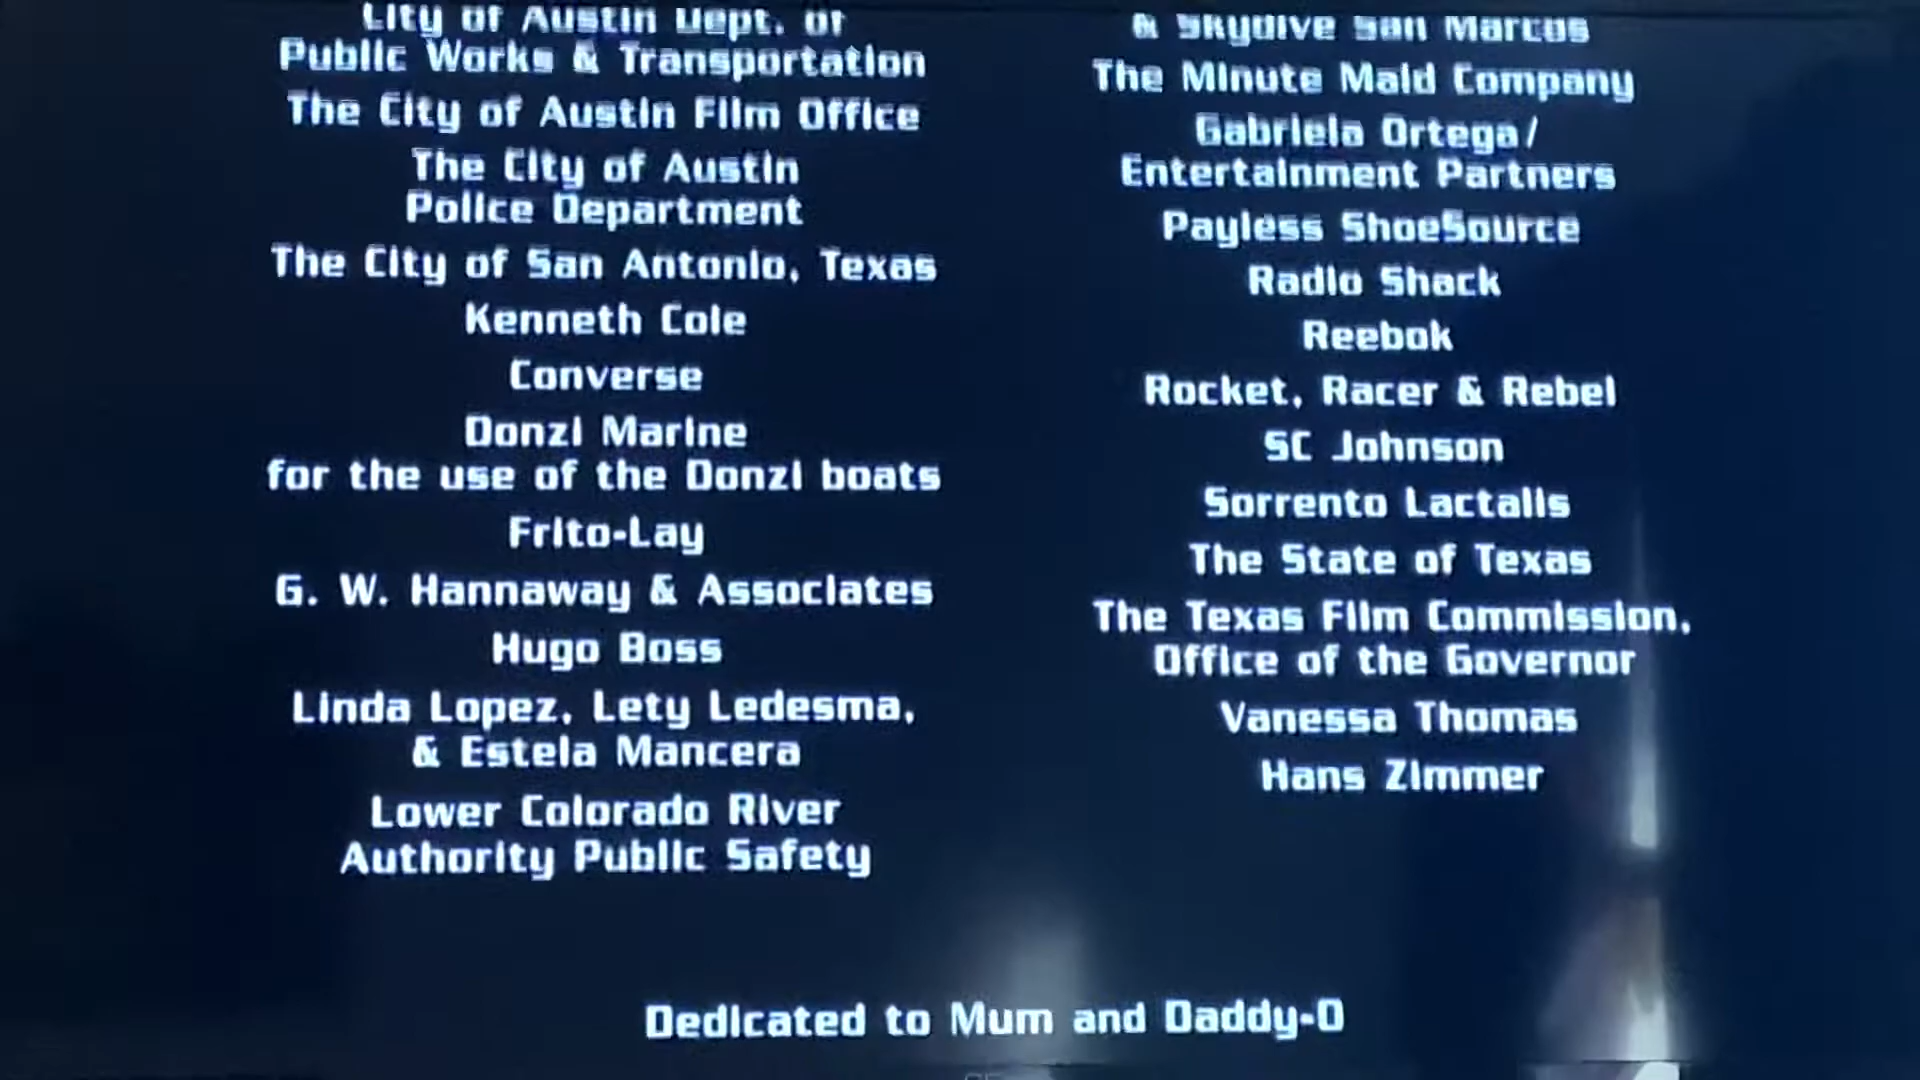 City of Austin Dept. of
Public Works & Transportation
The City of Austin Film Office
The City of Austin
Police Department
The City of San Antonio, Texas
Kenneth Cole
Converse
Donzi Marine
for the use of the Donzi boats
Frito-Lay
G. W. Hannaway & Associates
Hugo Boss
Linda Lopez, Lety Ledesma,
& Estela Mancera
Lower Colorado River
Authority Public Safety
& Skydive San Marcos
The Minute Maid Company
Gabriela Ortega/
Entertainment Partners
Payless ShoeSource
Radio Shack
Reebok
Rocket, Racer & Rebel
SC Johnson
Sorrento Lactalis
The State of Texas
The Texas Film Commission,
Office of the Governor
Vanessa Thomas
Hans Zimmer
Dedicated to Mum and Daddy-O